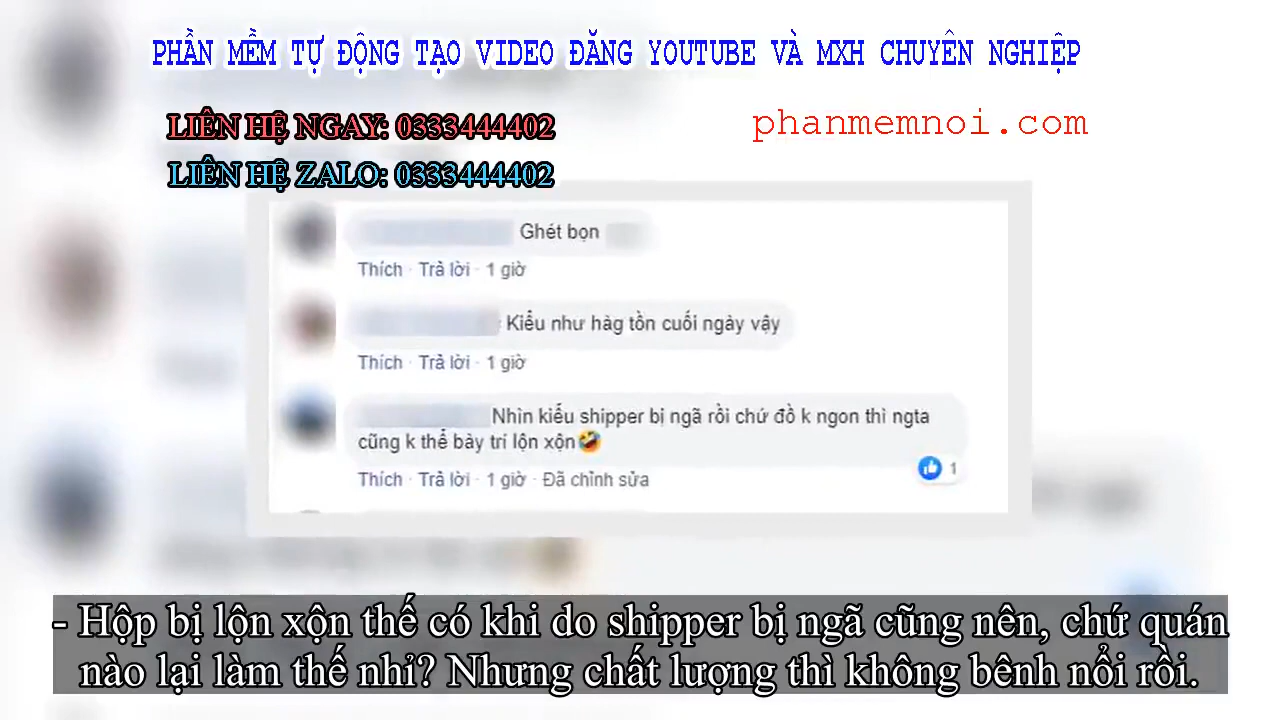 PHẦN MỀM TỰ ĐỘNG TẠO VIDEO ĐĂNG YOUTUBE VÀ MXH CHUYÊN NGHIỆP
LIÊN HỆ NGAY: 0333444402
phanmemnoi.com
LIÊN HỆ ZALO: 0333444402
Ghét bọn
Thích · Trả lời · 1 giờ
Kiểu như hàg tồn cuối ngày vậy
Thích · Trả lời · 1 giờ
Nhìn kiểu shipper bị ngã rồi chứ đồ k ngon thì ngta
cũng k thể bày trí lộn xộn🤣
1
Thích · Trả lời · 1 giờ · Đã chỉnh sửa
- Hộp bị lộn xộn thế có khi do shipper bị ngã cũng nên, chứ quán
nào lại làm thế nhỉ? Nhưng chất lượng thì không bênh nổi rồi.